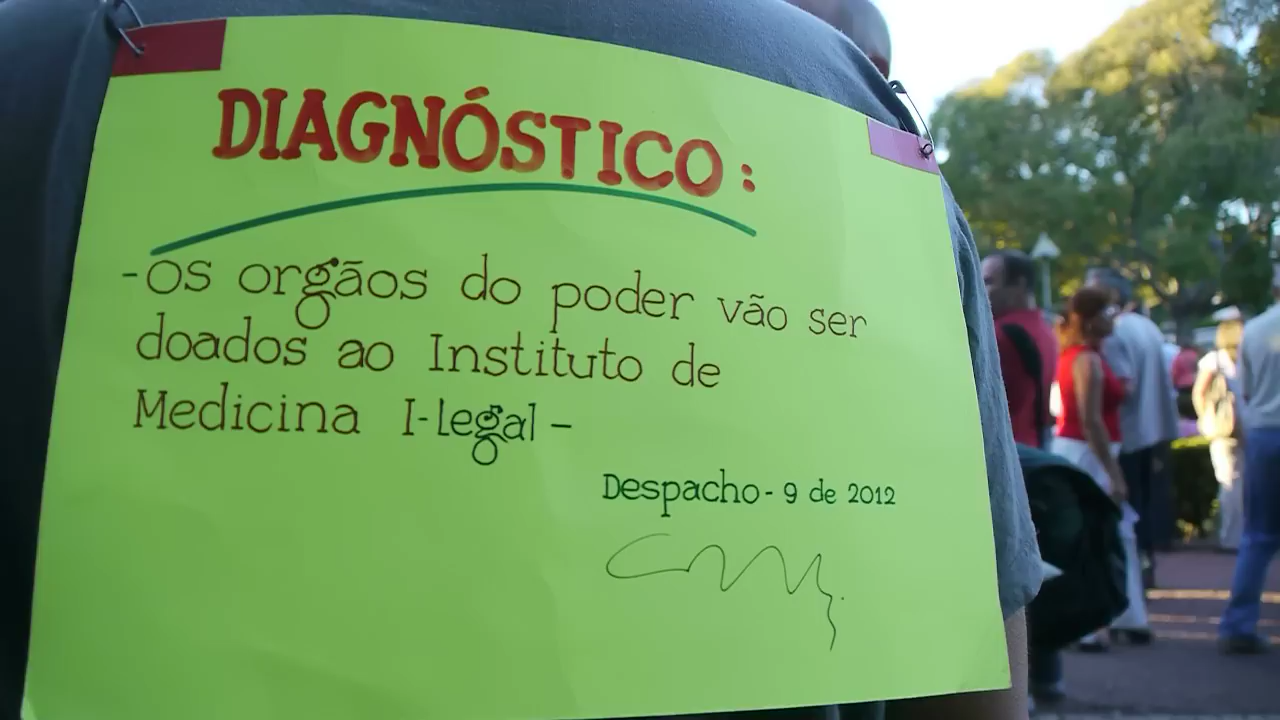 DIAGNÓSTICO:
-Os orgãos do poder vão ser
doados ao Instituto de
Medicina I-legal-
Despacho- 9 de 2012